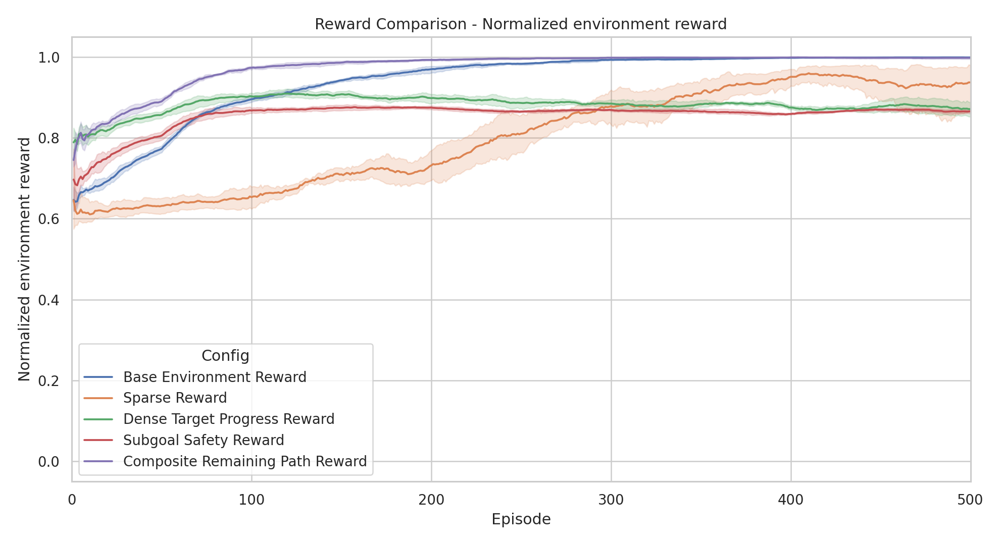 Reward Comparison - Normalized environment reward
Normalized environment reward
1.0
0.8
0.6
0.4
0.2
0.0
Config
Base Environment Reward
Sparse Reward
Dense Target Progress Reward
Subgoal Safety Reward
Composite Remaining Path Reward
0 100 200 300 400 500
Episode